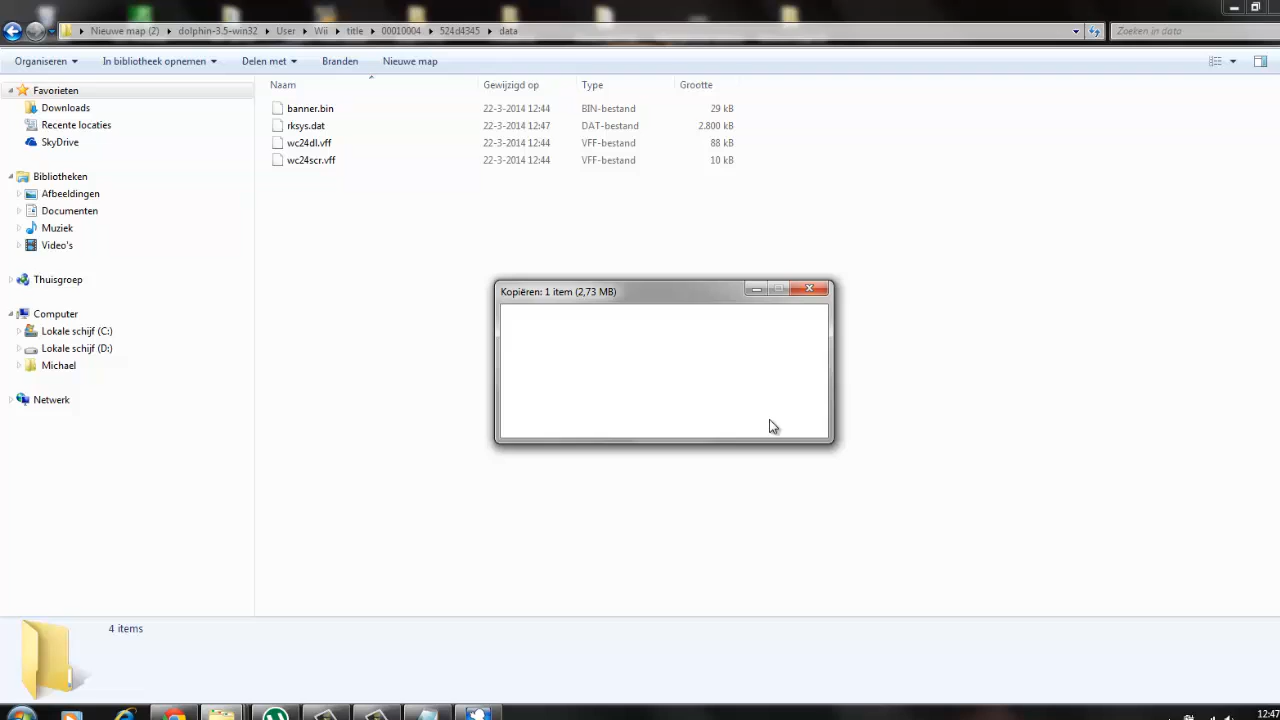 Nieuwe map (2) dolphin-3.5-win32 User Wii title 00010004 524d4345 data
Zoeken in data
Organiseren In bibliotheek opnemen Delen met Branden Nieuwe map
Favorieten
Downloads
Recente locaties
SkyDrive
Bibliotheken
Afbeeldingen
Documenten
Muziek
Video's
Thuisgroep
Computer
Lokale schijf (C:)
Lokale schijf (D:)
Michael
Netwerk
Naam Gewijzigd op Type Grootte
banner.bin 22-3-2014 12:44 BIN-bestand 29 kB
rksys.dat 22-3-2014 12:47 DAT-bestand 2.800 kB
wc24dl.vff 22-3-2014 12:44 VFF-bestand 88 kB
wc24scr.vff 22-3-2014 12:44 VFF-bestand 10 kB
Kopiëren: 1 item (2,73 MB)
4 items
12:47